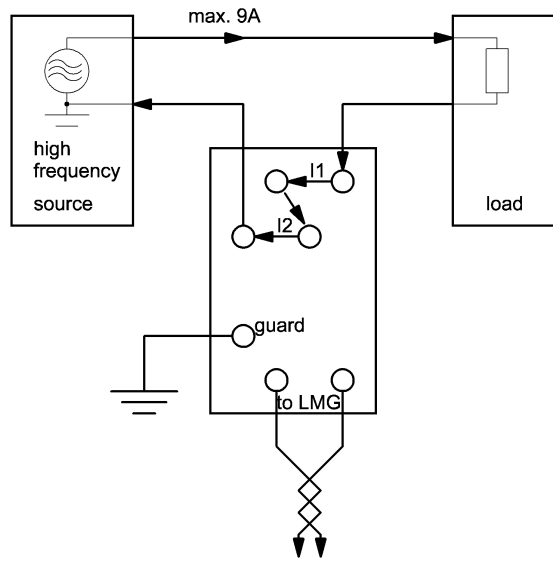 max. 9A
high
frequency
source
load
I1
I2
guard
to LMG